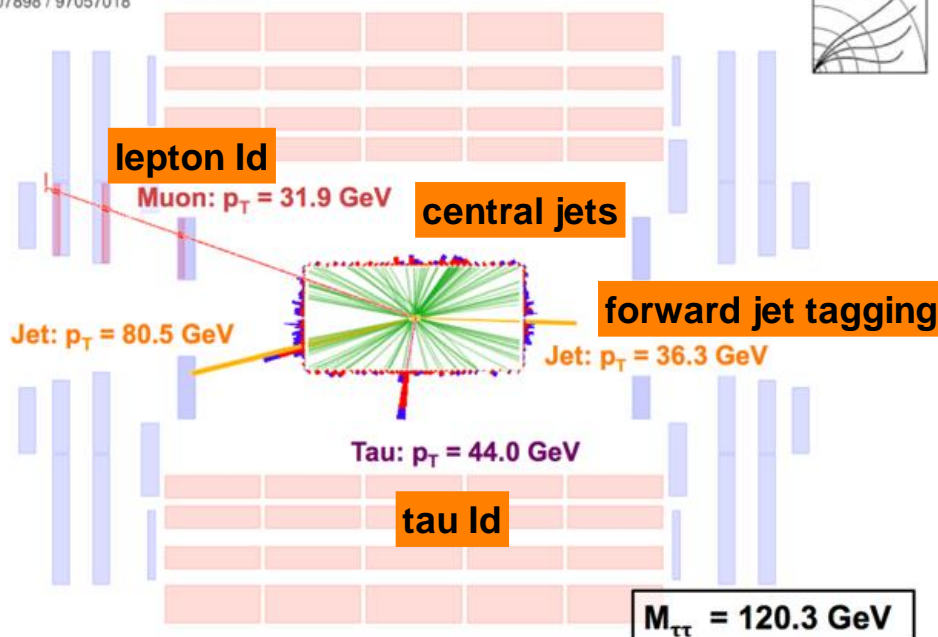 lepton Id
Muon: pT = 31.9 GeV
central jets
forward jet tagging
Jet: pT = 80.5 GeV
Jet: pT = 36.3 GeV
Tau: pT = 44.0 GeV
tau Id
Mττ = 120.3 GeV